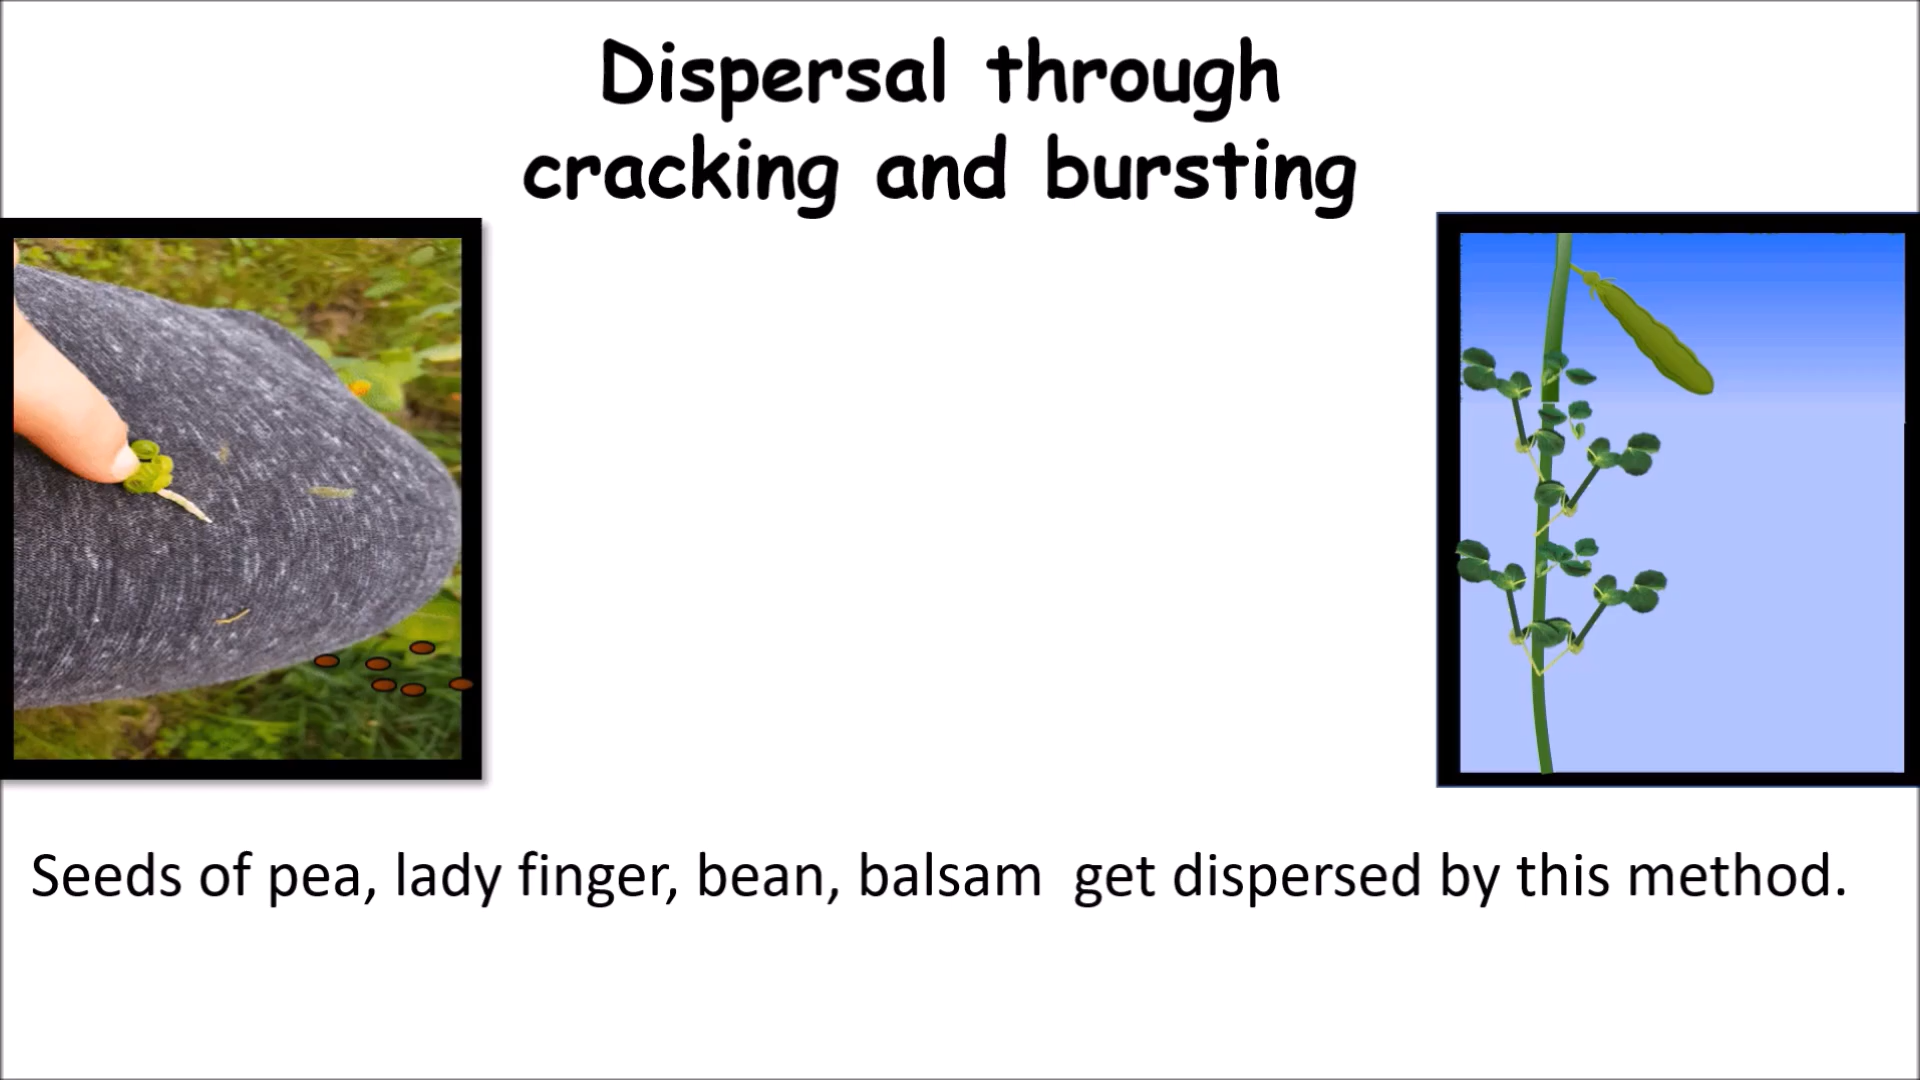 Dispersal through
cracking and bursting
Seeds of pea, lady finger, bean, balsam  get dispersed by this method.